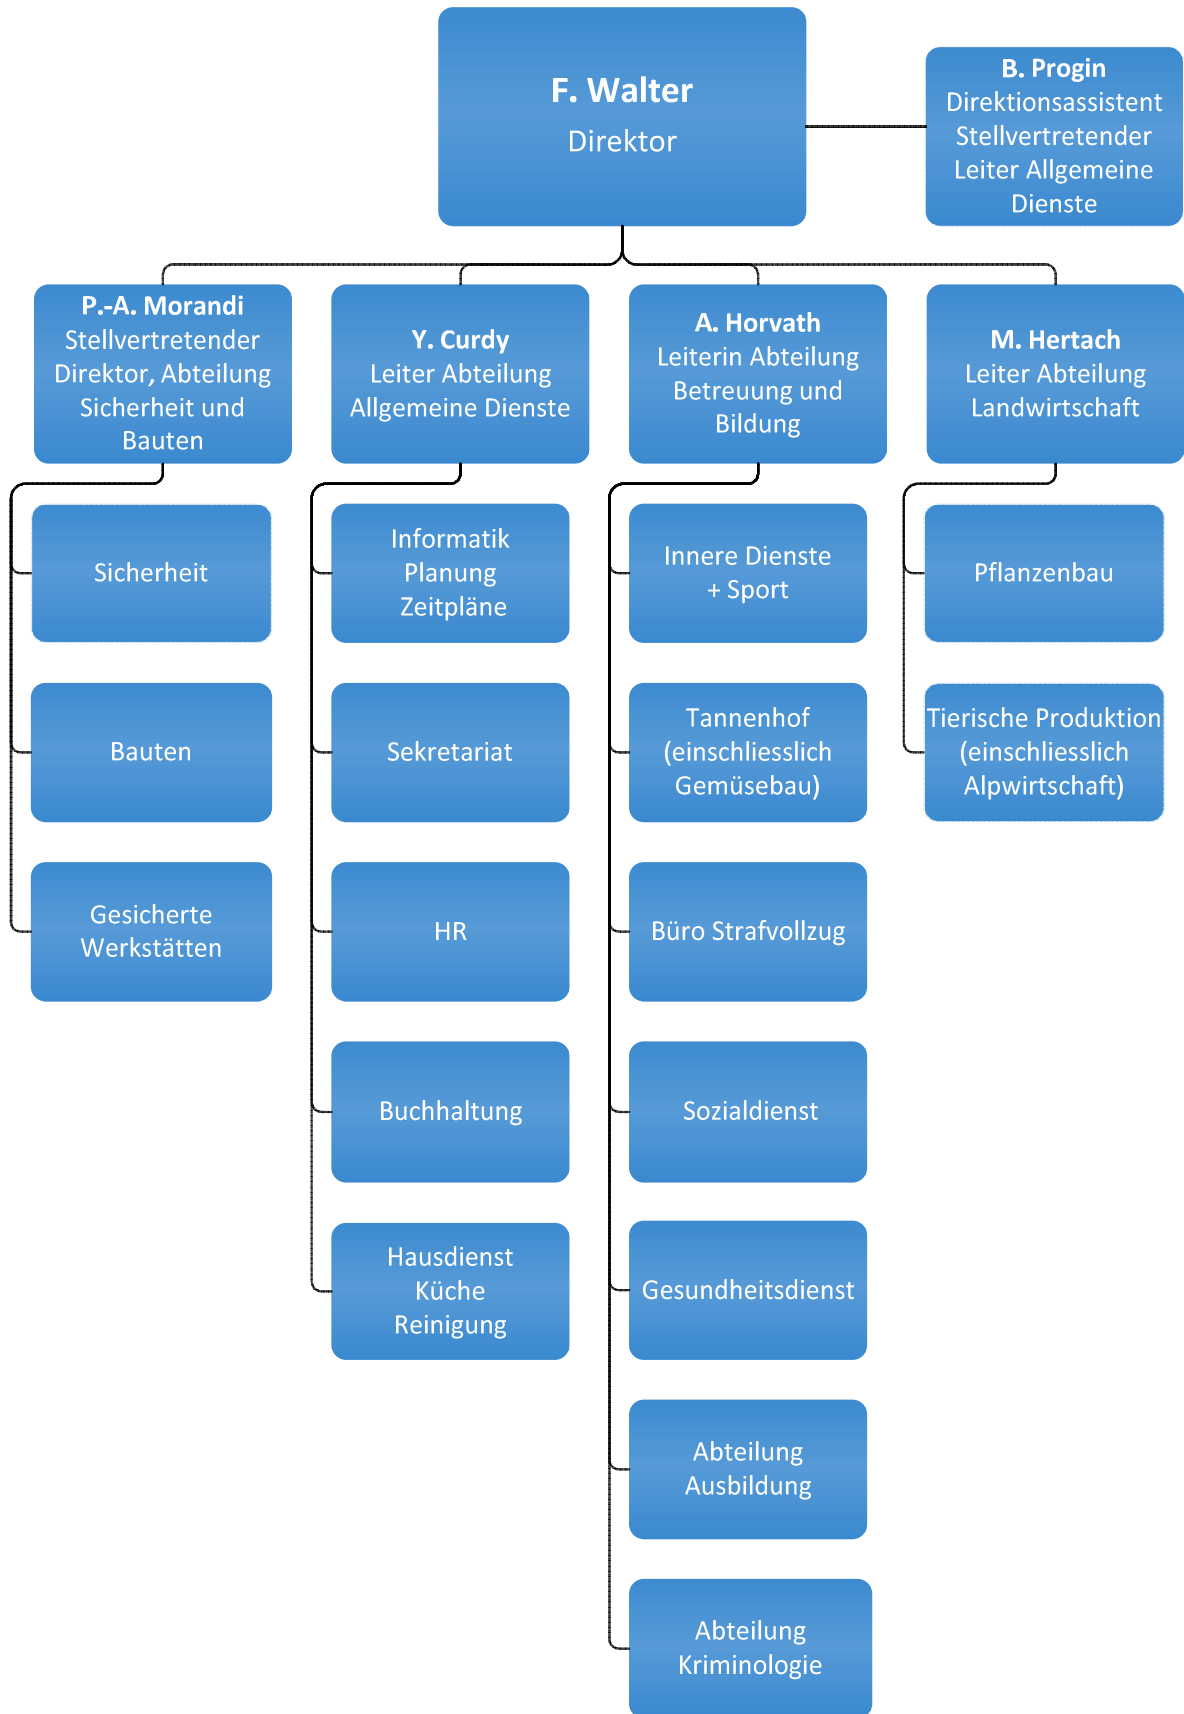 F. Walter
Direktor
B. Progin
Direktionsassistent
Stellvertretender
Leiter Allgemeine
Dienste
P.-A. Morandi
Stellvertretender
Direktor, Abteilung
Sicherheit und
Bauten
Y. Curdy
Leiter Abteilung
Allgemeine Dienste
A. Horvath
Leiterin Abteilung
Betreuung und
Bildung
M. Hertach
Leiter Abteilung
Landwirtschaft
Sicherheit
Bauten
Gesicherte
Werkstätten
Informatik
Planung
Zeitpläne
Sekretariat
HR
Buchhaltung
Hausdienst
Küche
Reinigung
Innere Dienste
+ Sport
Tannenhof
(einschliesslich
Gemüsebau)
Büro Strafvollzug
Sozialdienst
Gesundheitsdienst
Abteilung
Ausbildung
Abteilung
Kriminologie
Pflanzenbau
Tierische Produktion
(einschliesslich
Alpwirtschaft)